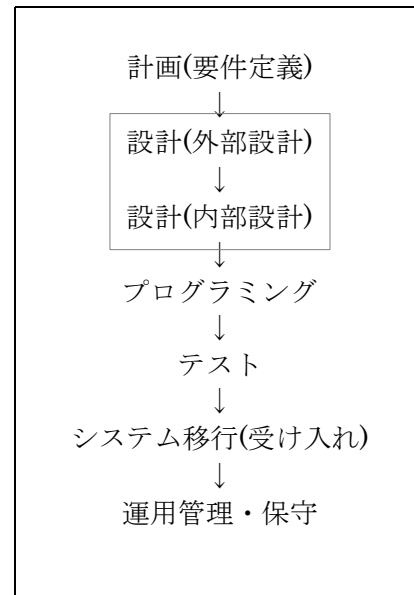 計画(要件定義)
↓
設計(外部設計)
↓
設計(内部設計)
↓
プログラミング
↓
テスト
↓
システム移行(受け入れ)
↓
運用管理・保守